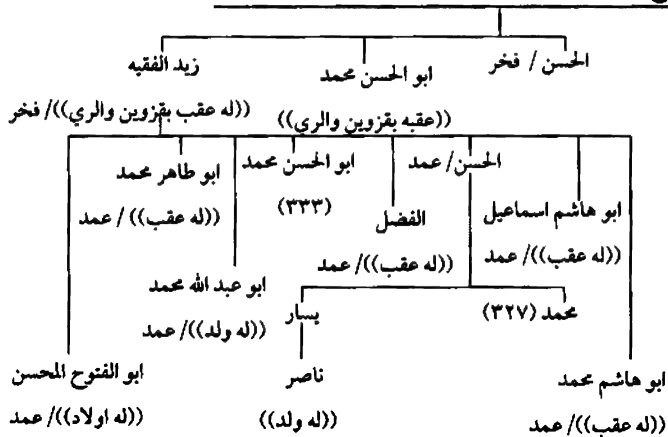 الحسن / فخر
ابو الحسن محمد
((عقبه بقزوين والري))
زيد الفقيه
((له عقب بقزوين والري))/ فخر
ابو هاشم اسماعيل
((له عقب))/ عمد
الحسن/ عمد
الفضل
((له عقب))/ عمد
ابو الحسن محمد
(٣٣٣)
ابو طاهر محمد
((له عقب))/ عمد
ابو عبد الله محمد
((له ولد))/ عمد
محمد (٣٢٧)
يسار
ابو هاشم محمد
((له عقب))/ عمد
ناصر
((له ولد))
ابو الفتوح المحسن
((له اولاد))/ عمد